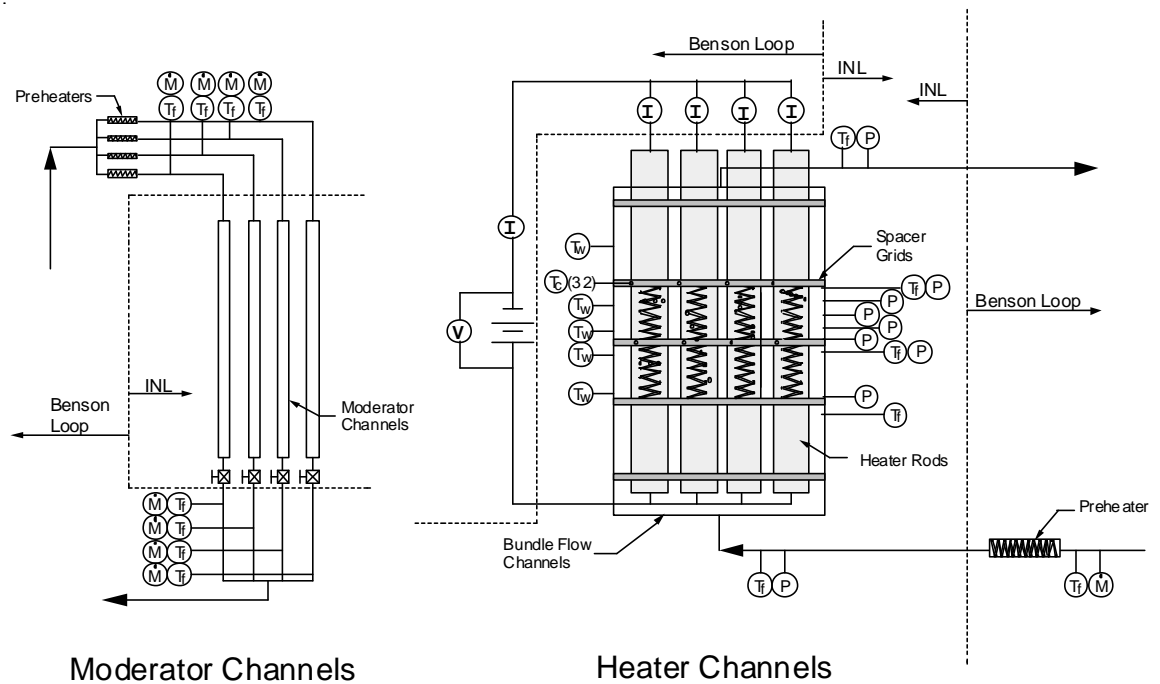 Benson Loop
INL
INL
Ṁ Ṁ Ṁ Ṁ
Preheaters
Tf Tf Tf Tf
I I I I
Tf P
I
Spacer
Grids
Tw
Tc (32)
Tf P
P
Tw
P P
Benson Loop
V
Tw
P
Tw
Tf P
INL
Tw
P
Benson
Loop
Moderator
Channels
Tf
Heater Rods
Ṁ Tf
Ṁ Tf
Ṁ Tf
Ṁ Tf
Preheater
Bundle Flow
Channels
Tf P
Tf Ṁ
Moderator Channels
Heater Channels